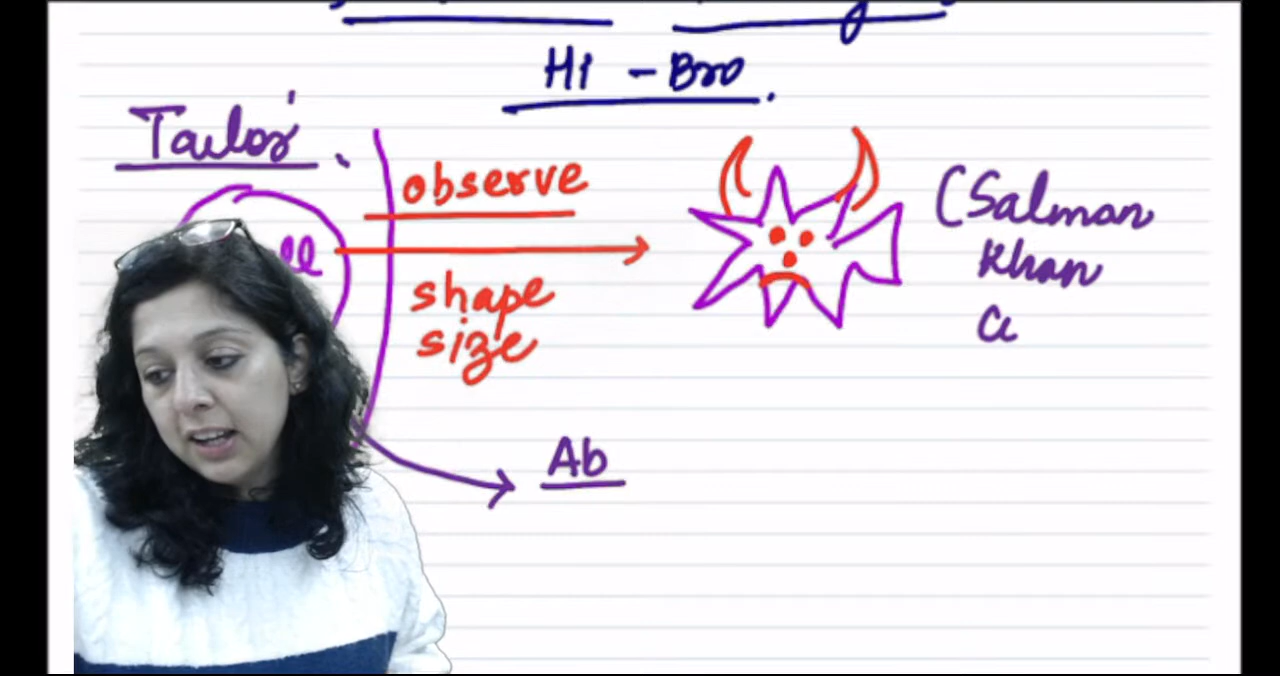 Hi - Bro.
Tailor
observe
(Salman
Khan
shape
size
Ab